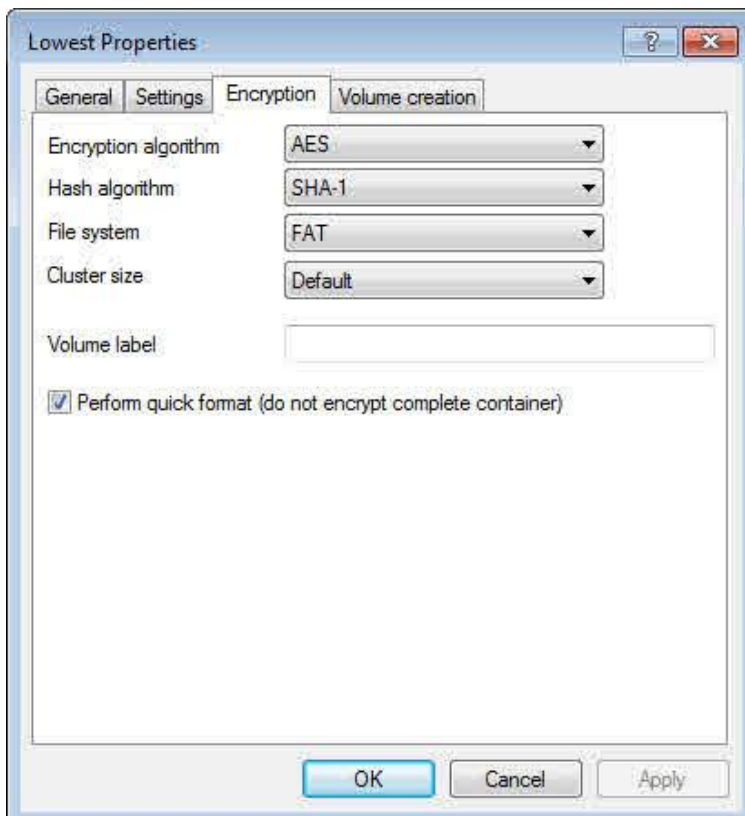 Lowest Properties
General Settings Encryption Volume creation
Encryption algorithm AES
Hash algorithm SHA-1
File system FAT
Cluster size Default
Volume label
Perform quick format (do not encrypt complete container)
OK Cancel Apply